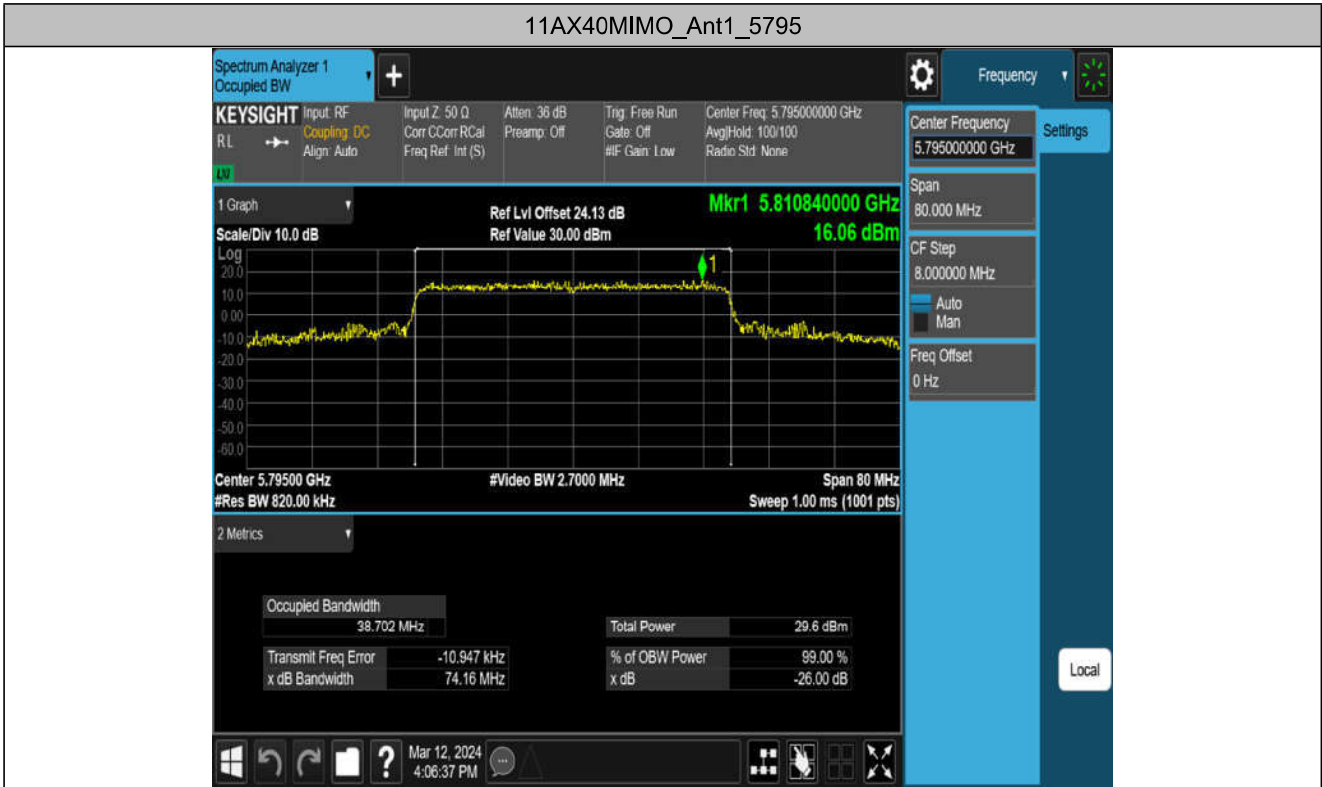 11AX40MIMO_Ant1_5795
Spectrum Analyzer 1
Occupied BW
+
Frequency
KEYSIGHT
RL
LXI
Input: RF
Coupling: DC
Align: Auto
Input Z: 50 Ω
Corr CCorr RCal
Freq Ref: Int (S)
Atten: 36 dB
Preamp: Off
Trig: Free Run
Gate: Off
#IF Gain: Low
Center Freq: 5.795000000 GHz
Avg|Hold: 100/100
Radio Std: None
Center Frequency
5.795000000 GHz
Settings
Span
80.000 MHz
CF Step
8.000000 MHz
Auto
Man
Freq Offset
0 Hz
Local
1 Graph
Scale/Div 10.0 dB
Ref Lvl Offset 24.13 dB
Ref Value 30.00 dBm
Mkr1 5.810840000 GHz
16.06 dBm
Log
20.0
10.0
0.00
-10.0
-20.0
-30.0
-40.0
-50.0
-60.0
1
Center 5.79500 GHz
#Res BW 820.00 kHz
#Video BW 2.7000 MHz
Span 80 MHz
Sweep 1.00 ms (1001 pts)
2 Metrics
Occupied Bandwidth
38.702 MHz
Total Power 29.6 dBm
Transmit Freq Error -10.947 kHz
% of OBW Power 99.00 %
x dB Bandwidth 74.16 MHz
x dB -26.00 dB
?
Mar 12, 2024
4:06:37 PM